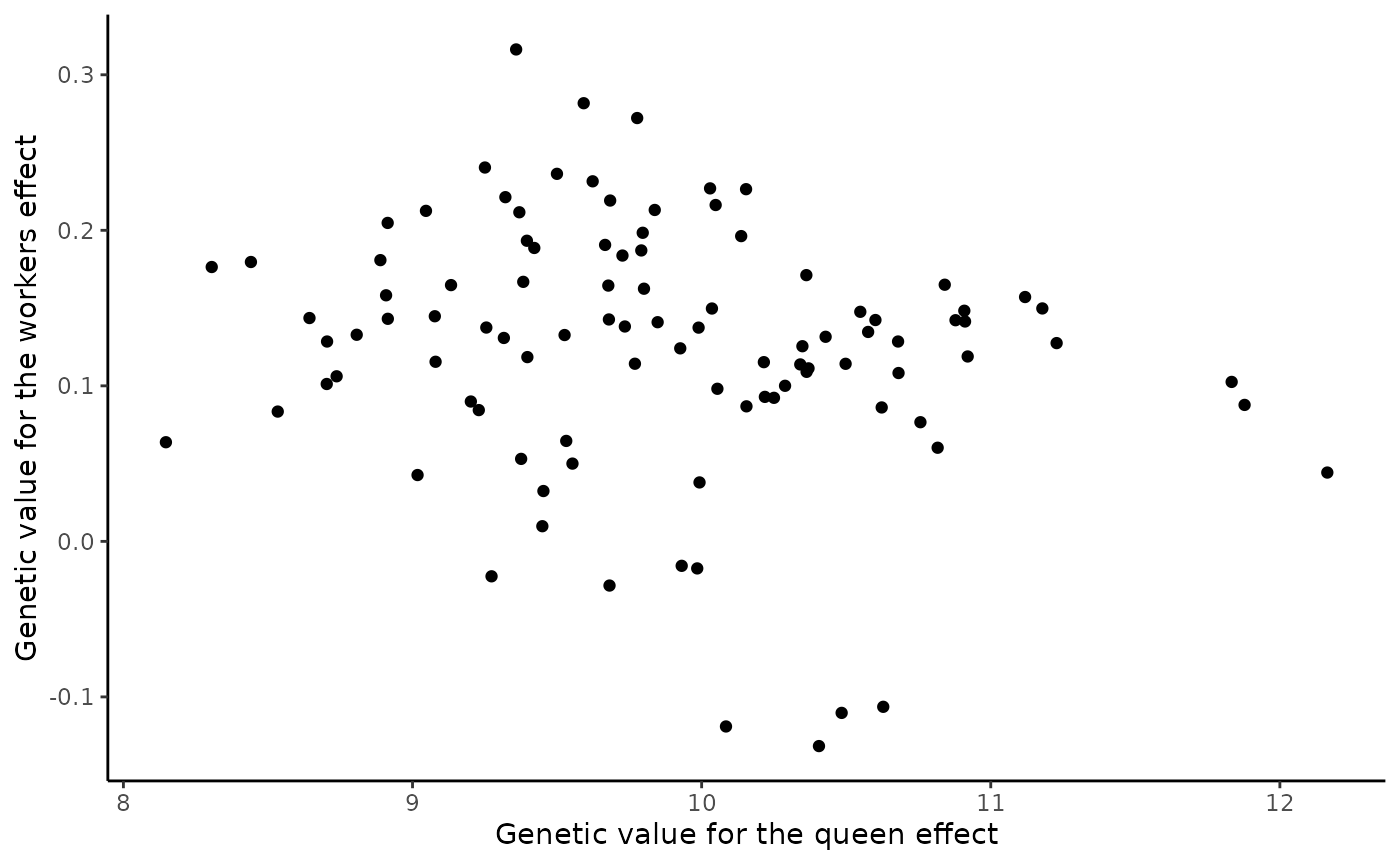 Genetic value for the workers effect
0.3
0.2
0.1
0.0
-0.1
8 9 10 11 12
Genetic value for the queen effect